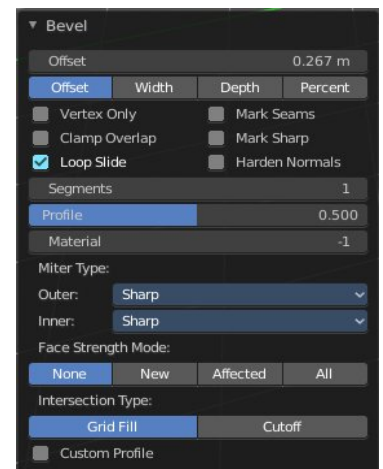 Bevel
Offset 0.267 m
Offset Width Depth Percent
Vertex Only Mark Seams
Clamp Overlap Mark Sharp
Loop Slide Harden Normals
Segments 1
Profile 0.500
Material -1
Miter Type:
Outer: Sharp
Inner: Sharp
Face Strength Mode:
None New Affected All
Intersection Type:
Grid Fill Cutoff
Custom Profile